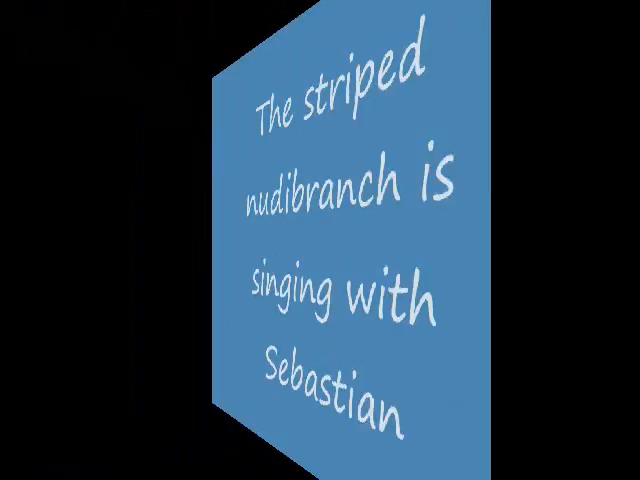 The striped
nudibranch is
singing with
Sebastian